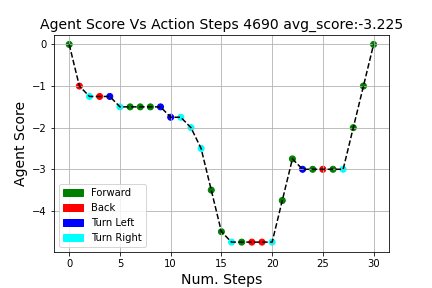 Agent Score Vs Action Steps 4690 avg_score:-3.225
0
−1
−2
−3
−4
Agent Score
Forward
Back
Turn Left
Turn Right
0 5 10 15 20 25 30
Num. Steps